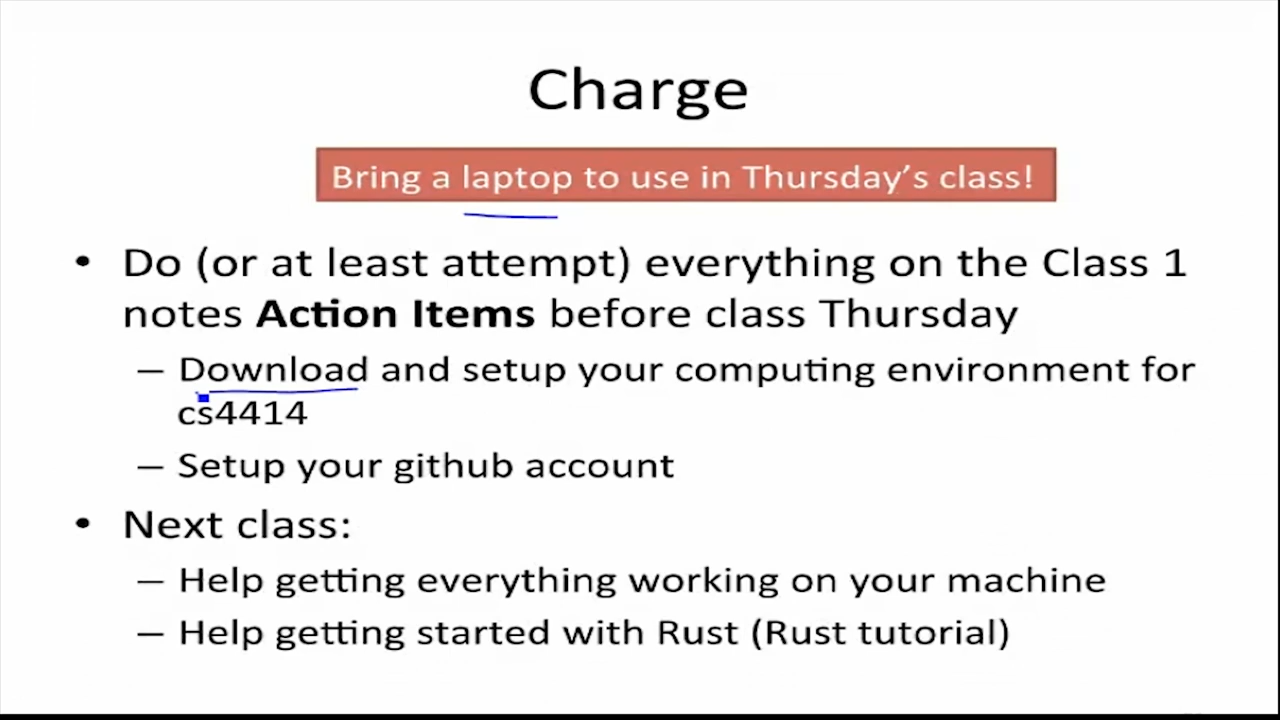 Charge
Bring a laptop to use in Thursday's class!
• Do (or at least attempt) everything on the Class 1
notes Action Items before class Thursday
– Download and setup your computing environment for
cs4414
– Setup your github account
• Next class:
– Help getting everything working on your machine
– Help getting started with Rust (Rust tutorial)